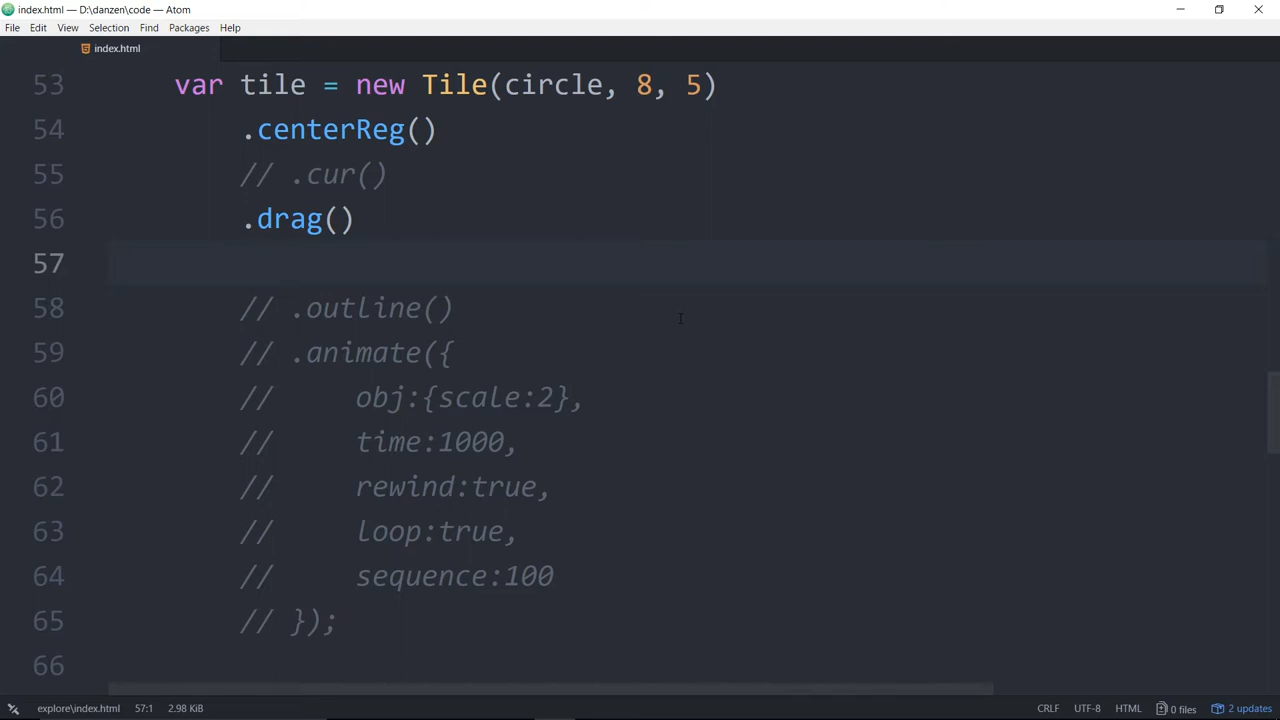 index.html — D:\danzen\code — Atom
File Edit View Selection Find Packages Help
index.html
53 var tile = new Tile(circle, 8, 5)
54 .centerReg()
55 // .cur()
56 .drag()
57
58 // .outline()
59 // .animate({
60 // obj:{scale:2},
61 // time:1000,
62 // rewind:true,
63 // loop:true,
64 // sequence:100
65 // });
66
explore\index.html 57:1 2.98 KiB CRLF UTF-8 HTML 0 files 2 updates